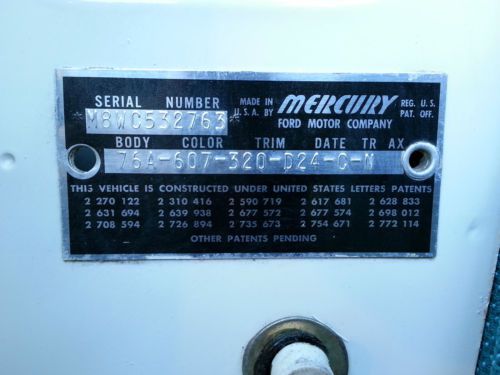 SERIAL NUMBER MADE IN U.S.A. BY MERCURY REG. U.S. PAT. OFF.
M8WC532763 FORD MOTOR COMPANY
BODY COLOR TRIM DATE TR AX
76A-607-320-D24-C-N
THIS VEHICLE IS CONSTRUCTED UNDER UNITED STATES LETTERS PATENTS
2 270 122 2 310 416 2 590 719 2 617 681 2 628 833
2 631 694 2 639 938 2 677 572 2 677 574 2 698 012
2 708 594 2 726 894 2 735 673 2 754 671 2 772 114
OTHER PATENTS PENDING